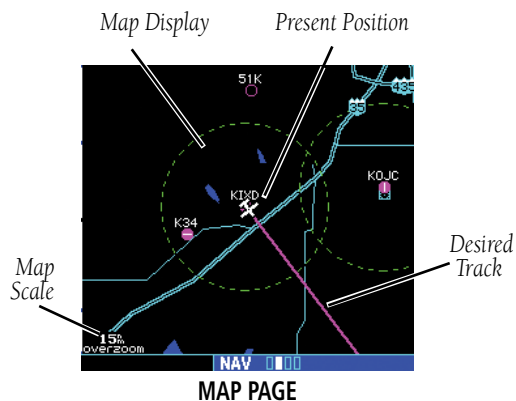 Map Display
Present Position
51K
435
35
KOJC
KIXD
K34
Desired
Track
Map
Scale
15
overzoom
NAV
MAP PAGE